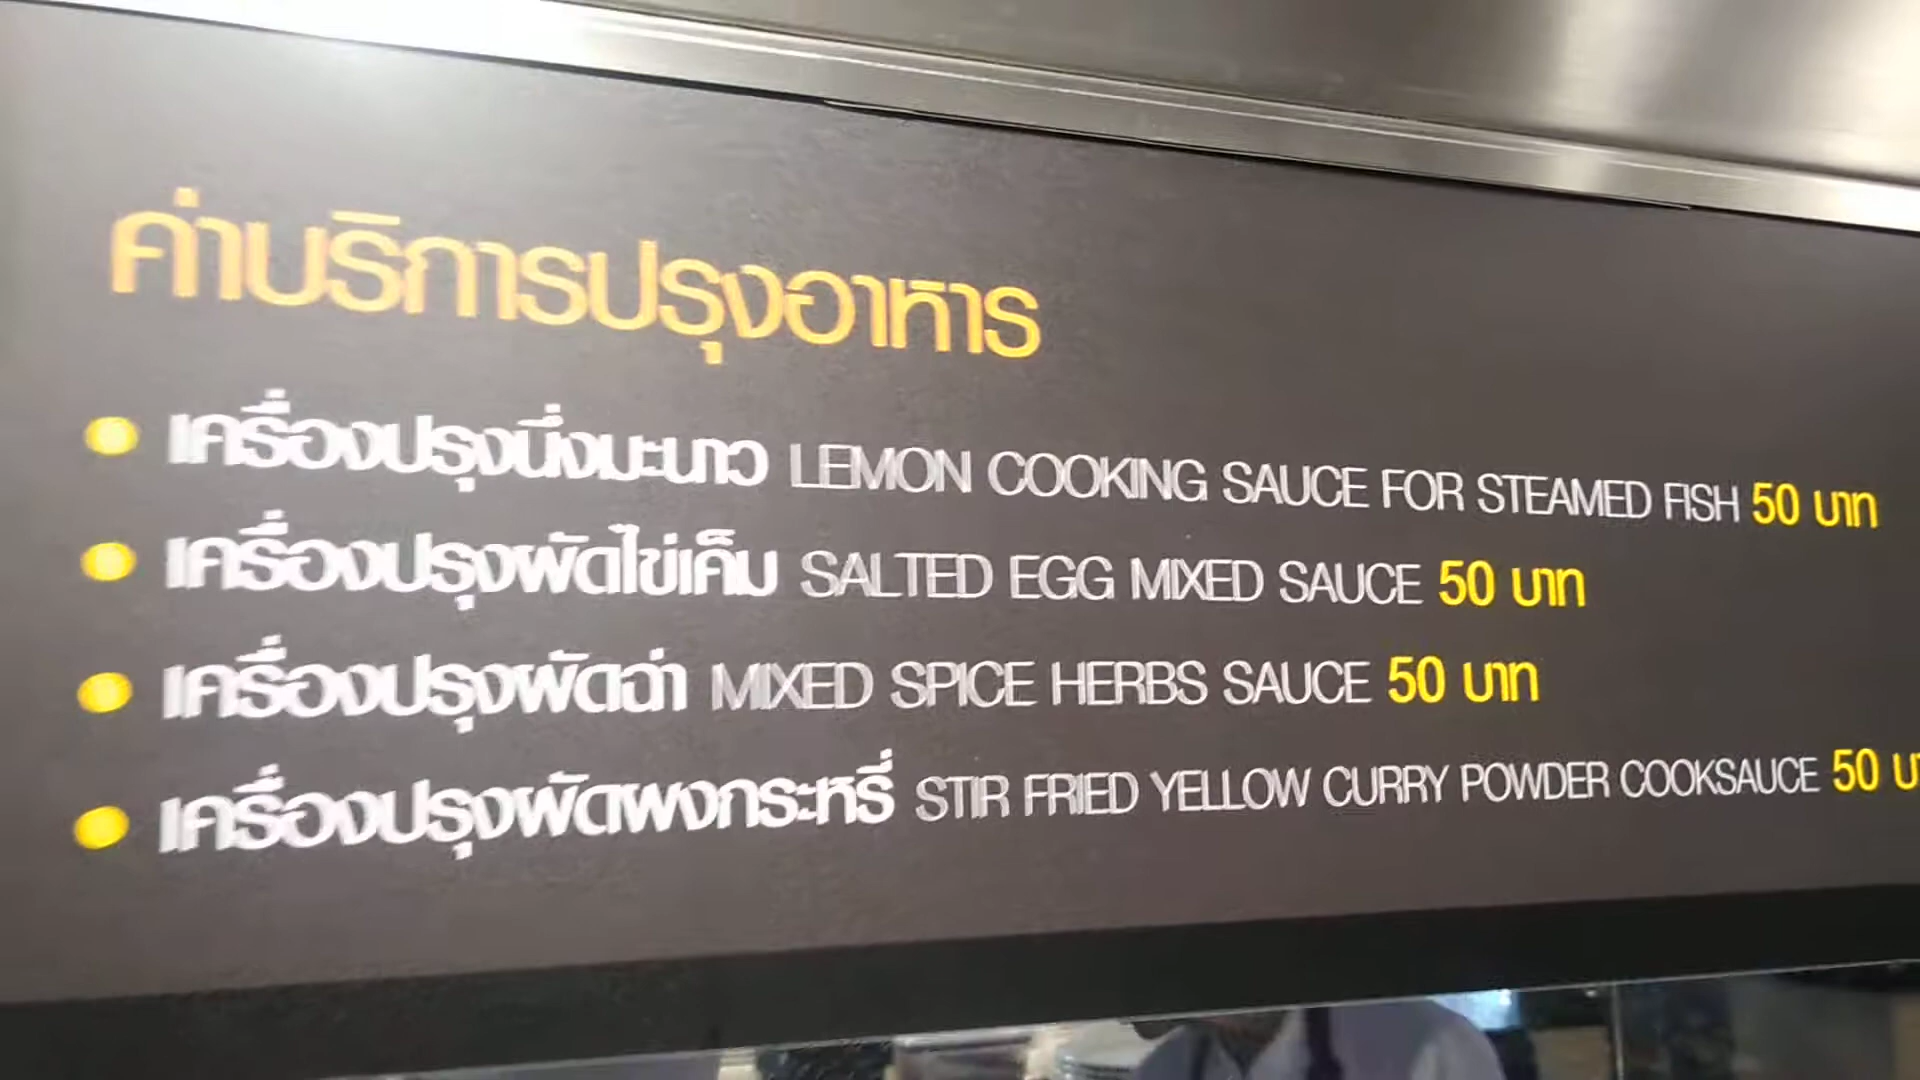 ค่าบริการปรุงอาหาร
เครื่องปรุงนึ่งมะนาว LEMON COOKING SAUCE FOR STEAMED FISH 50 บาท
เครื่องปรุงผัดไข่เค็ม SALTED EGG MIXED SAUCE 50 บาท
เครื่องปรุงผัดฉ่า MIXED SPICE HERBS SAUCE 50 บาท
เครื่องปรุงผัดผงกระหรี่ STIR FRIED YELLOW CURRY POWDER COOKSAUCE 50